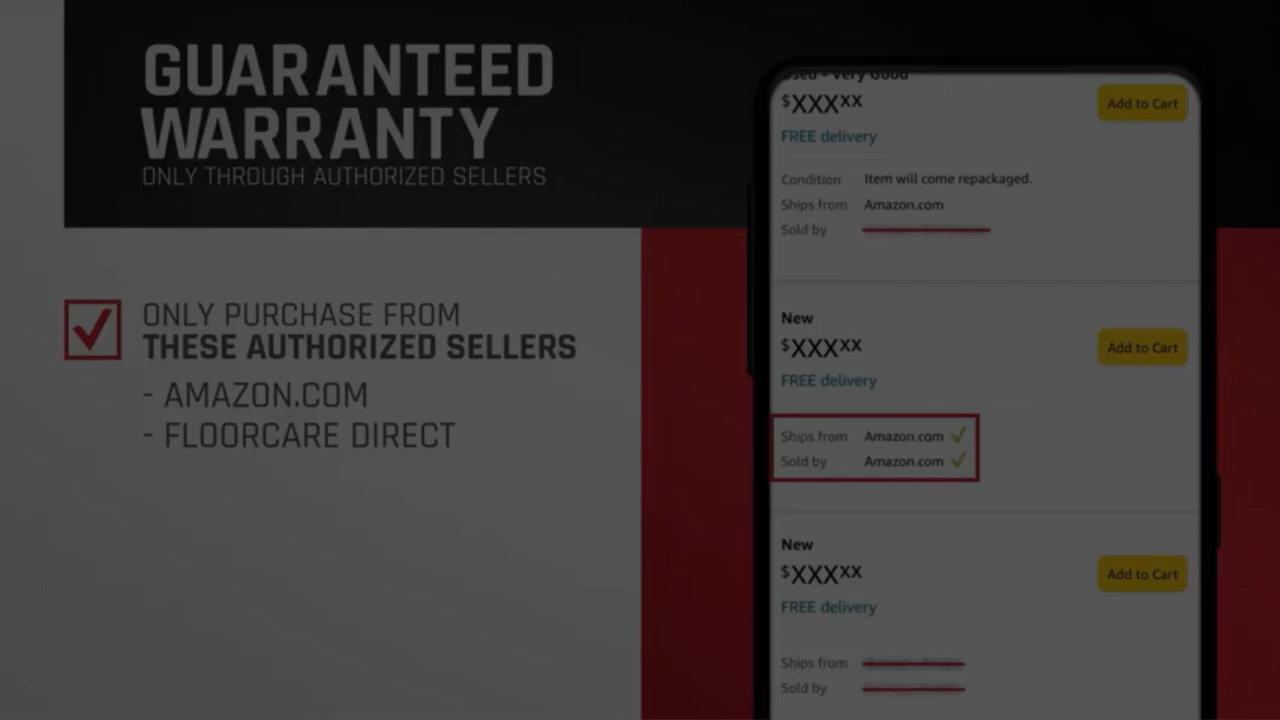 GUARANTEED
WARRANTY
ONLY THROUGH AUTHORIZED SELLERS
ONLY PURCHASE FROM
THESE AUTHORIZED SELLERS
- AMAZON.COM
- FLOORCARE DIRECT
Used - Very Good
$XXXXX
Add to Cart
FREE delivery
Condition Item will come repackaged.
Ships from Amazon.com
Sold by
New
$XXXXX
Add to Cart
FREE delivery
Ships from Amazon.com
Sold by Amazon.com
New
$XXXXX
Add to Cart
FREE delivery
Ships from
Sold by